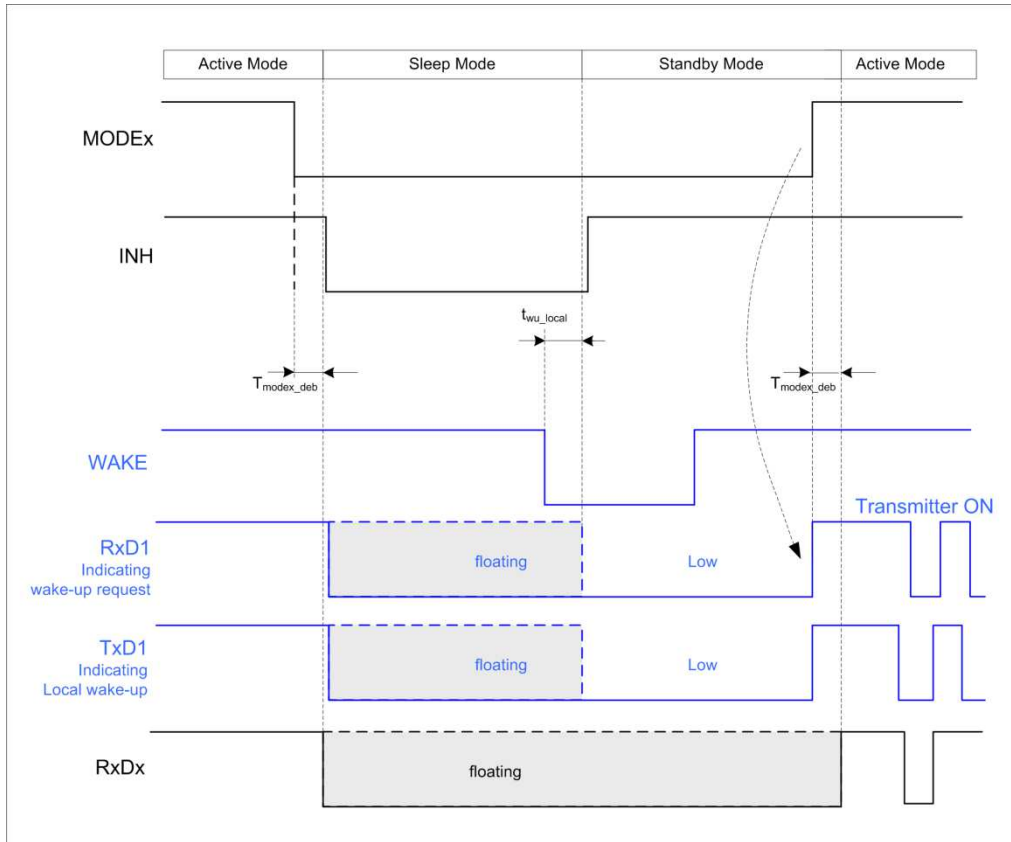 Active Mode
Sleep Mode
Standby Mode
Active Mode
MODEx
INH
twu_local
Tmodex_deb
Tmodex_deb
WAKE
Transmitter ON
RxD1
Indicating
wake-up request
floating
Low
TxD1
Indicating
Local wake-up
floating
Low
RxDx
floating